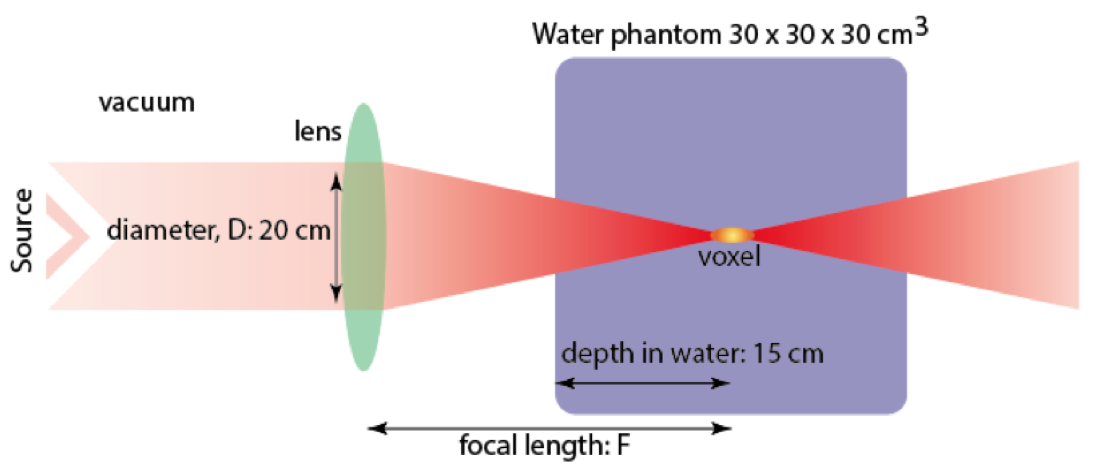 Water phantom 30 x 30 x 30 cm3
vacuum
lens
Source
diameter, D: 20 cm
voxel
depth in water: 15 cm
focal length: F